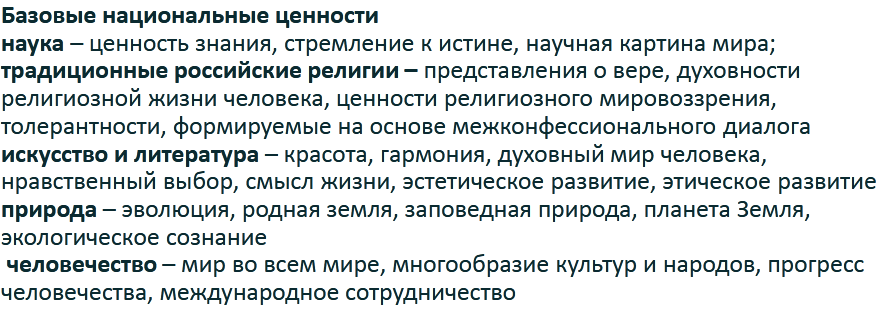 Базовые национальные ценности
наука – ценность знания, стремление к истине, научная картина мира;
традиционные российские религии – представления о вере, духовности
религиозной жизни человека, ценности религиозного мировоззрения,
толерантности, формируемые на основе межконфессионального диалога
искусство и литература – красота, гармония, духовный мир человека,
нравственный выбор, смысл жизни, эстетическое развитие, этическое развитие
природа – эволюция, родная земля, заповедная природа, планета Земля,
экологическое сознание
человечество – мир во всем мире, многообразие культур и народов, прогресс
человечества, международное сотрудничество